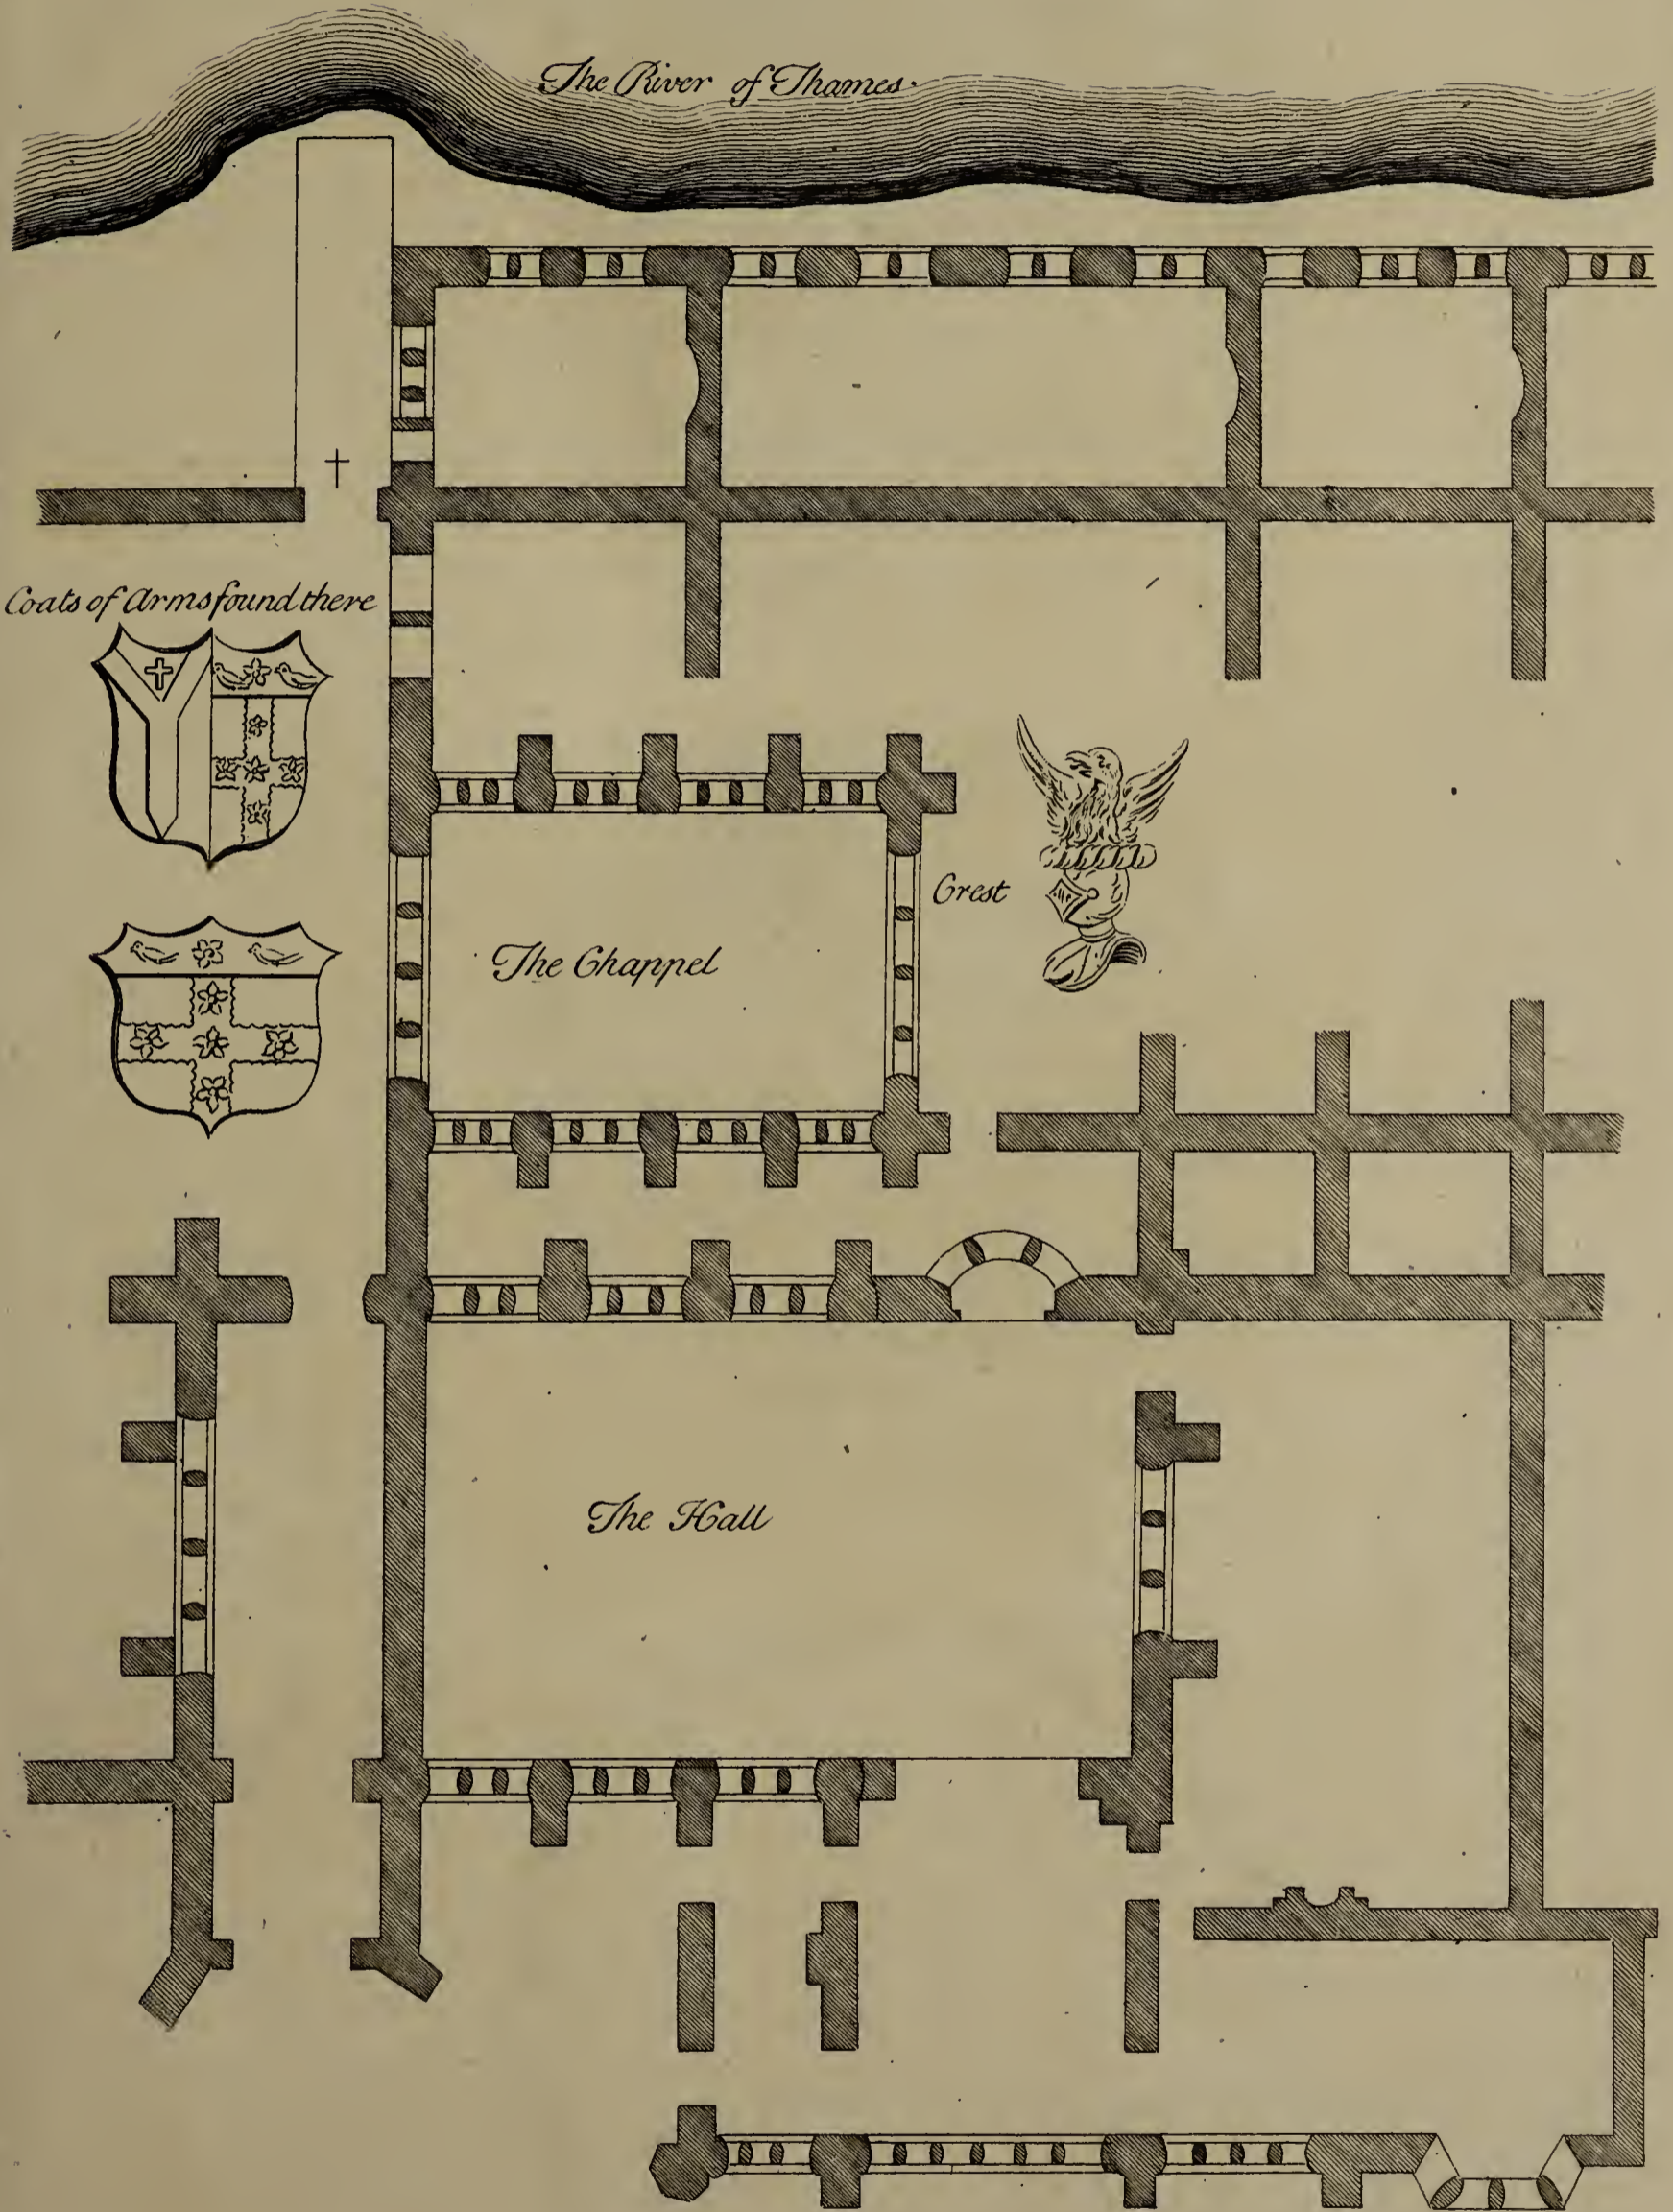 The River of Thames.
Coats of Arms found there
Crest
The Chappel
The Hall